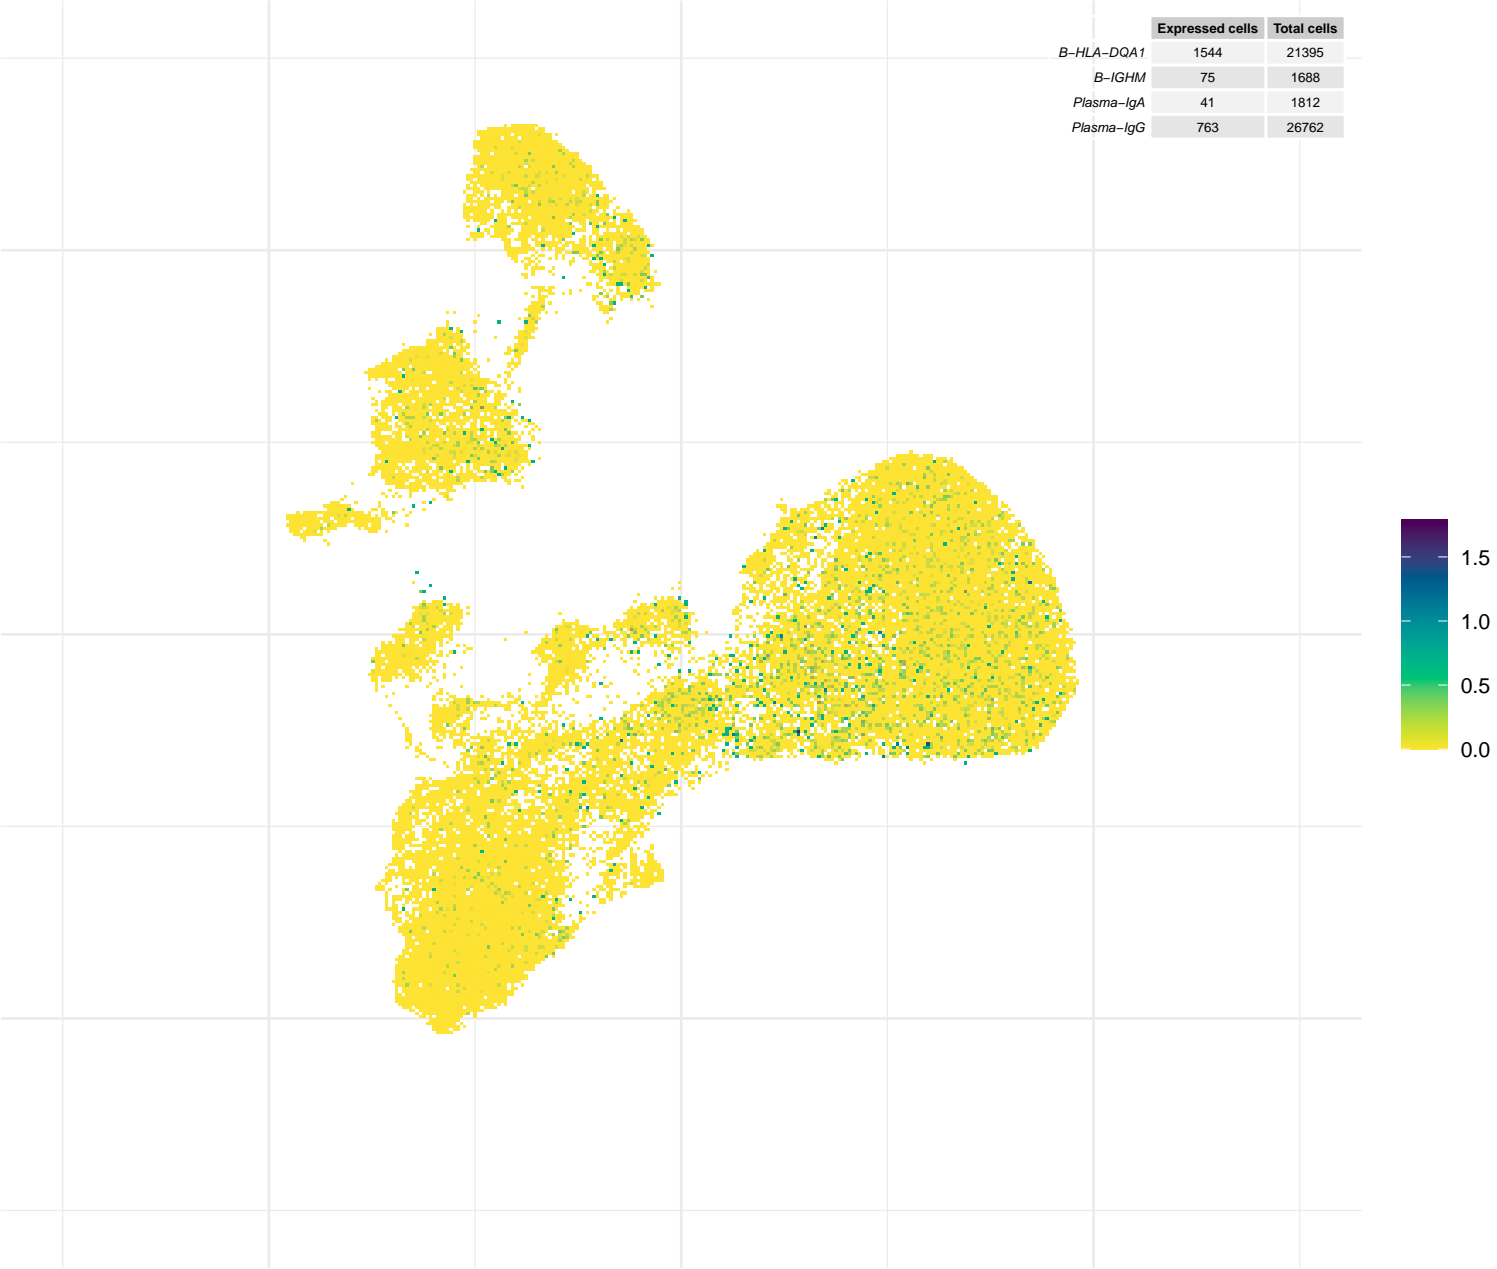 Expressed cells Total cells
B−HLA−DQA1 1544 21395
B−IGHM 75 1688
Plasma−IgA 41 1812
Plasma−IgG 763 26762
1.5
1.0
0.5
0.0